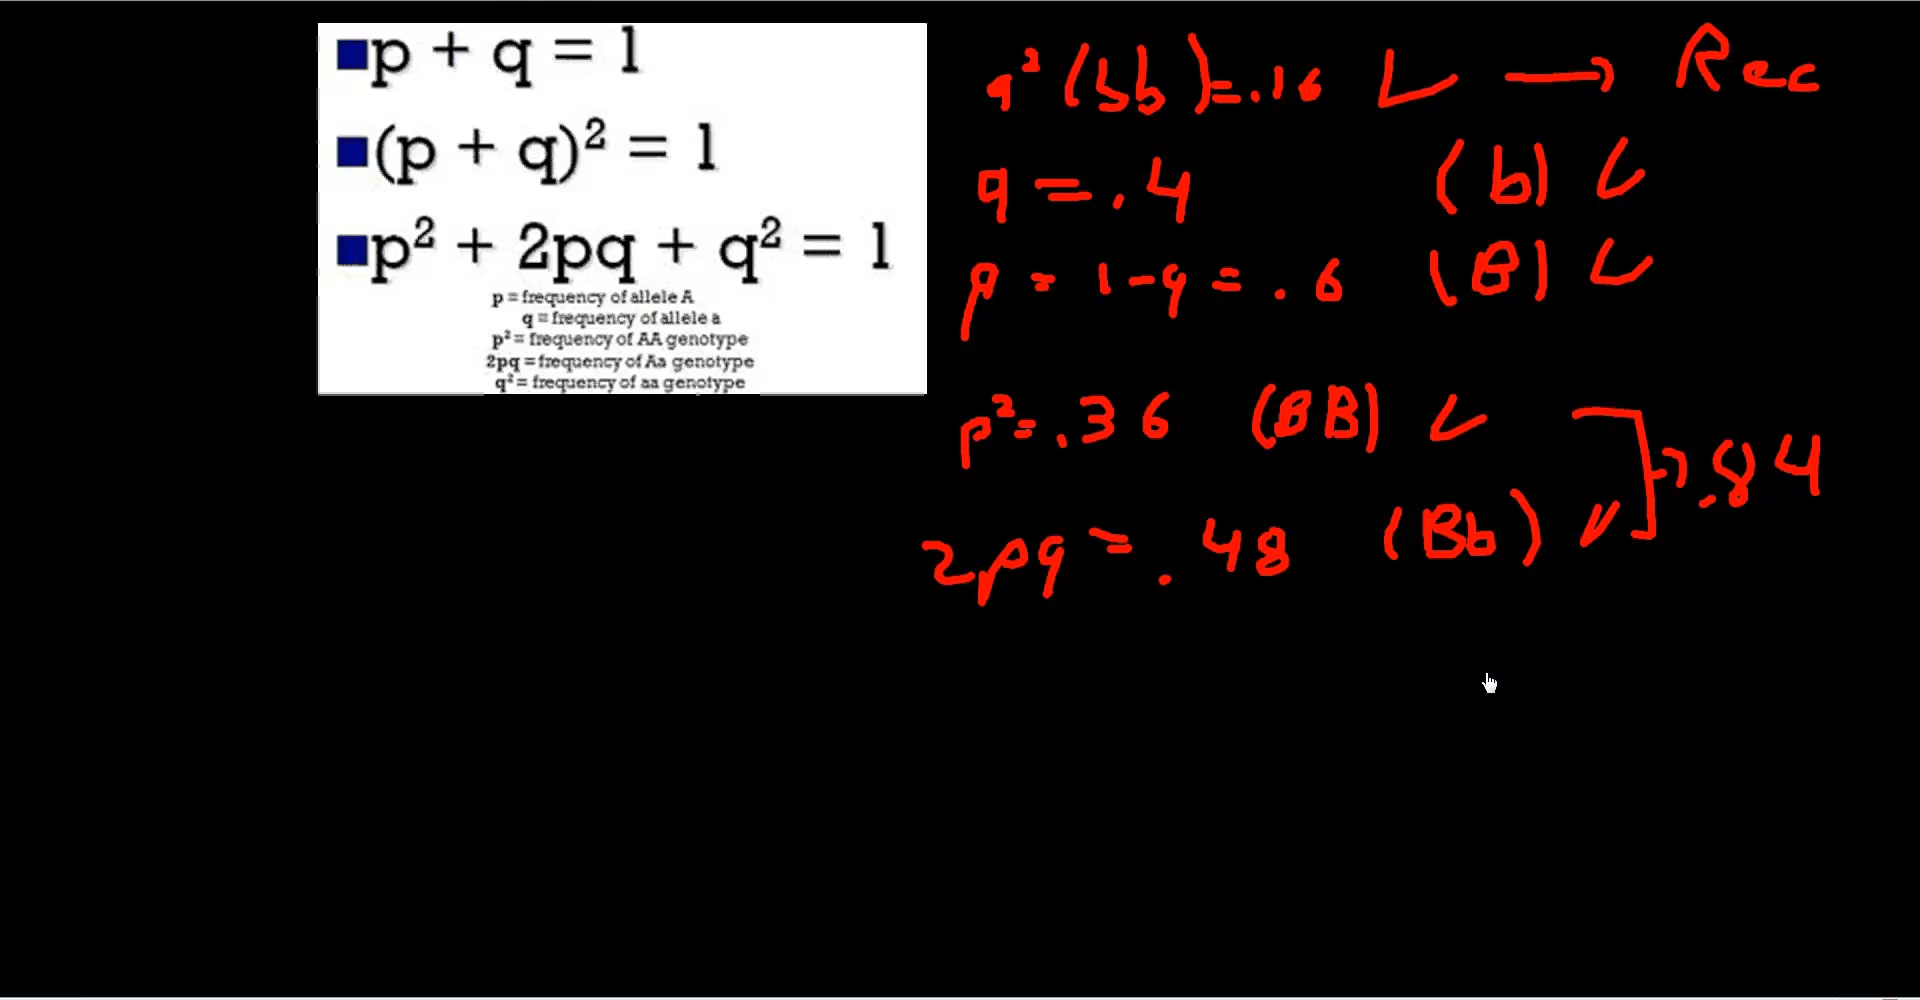 p + q = 1
(p + q)² = 1
p² + 2pq + q² = 1
p = frequency of allele A
q = frequency of allele a
p² = frequency of AA genotype
2pq = frequency of Aa genotype
q² = frequency of aa genotype
q² (bb) = .16 → Rec
q = .4 (b)
p = 1 - q = .6 (B)
p² = .36 (BB)
2pq = .48 (Bb)
→ .84